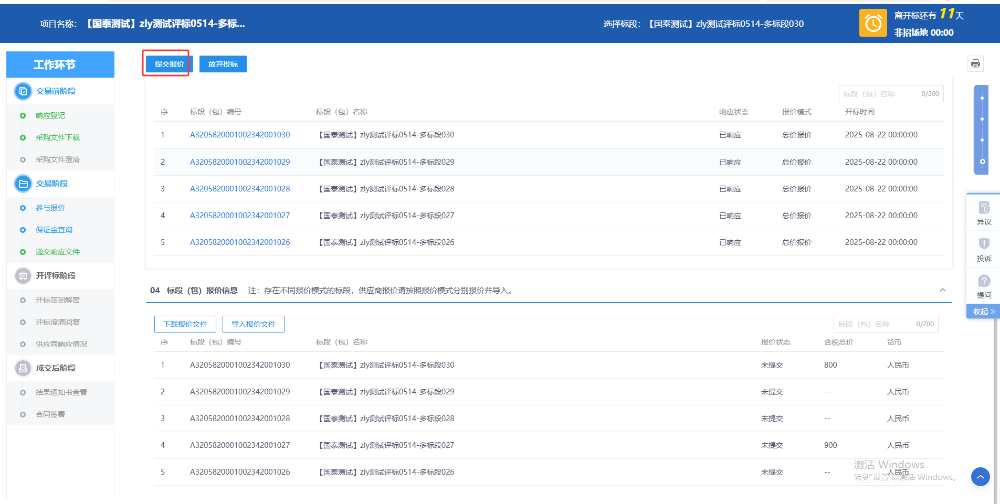 项目名称: 【国泰测试】zly测试评标0514-多标...
选择标段: 【国泰测试】zly测试评标0514-多标段030
离开标还有 11天
非招场地 00:00
工作环节
交易前阶段
响应登记
采购文件下载
采购文件澄清
交易阶段
参与报价
保证金查询
递交响应文件
开评标阶段
开标签到解密
评标澄清回复
供应商响应情况
成交后阶段
结果通知书查看
合同签署
提交报价 放弃投标
标段（包）名称 0/200
序 标段（包）编号 标段（包）名称 响应状态 报价模式 开标时间
1 A3205820001002342001030 【国泰测试】zly测试评标0514-多标段030 已响应 总价报价 2025-08-22 00:00:00
2 A3205820001002342001029 【国泰测试】zly测试评标0514-多标段029 已响应 总价报价 2025-08-22 00:00:00
3 A3205820001002342001028 【国泰测试】zly测试评标0514-多标段028 已响应 总价报价 2025-08-22 00:00:00
4 A3205820001002342001027 【国泰测试】zly测试评标0514-多标段027 已响应 总价报价 2025-08-22 00:00:00
5 A3205820001002342001026 【国泰测试】zly测试评标0514-多标段026 已响应 总价报价 2025-08-22 00:00:00
04 标段（包）报价信息 注：存在不同报价模式的标段，供应商报价请按照报价模式分别报价并导入。
下载报价文件 导入报价文件
标段（包）名称 0/200
序 标段（包）编号 标段（包）名称 报价状态 含税总价 货币
1 A3205820001002342001030 【国泰测试】zly测试评标0514-多标段030 未提交 800 人民币
2 A3205820001002342001029 【国泰测试】zly测试评标0514-多标段029 未提交 -- 人民币
3 A3205820001002342001028 【国泰测试】zly测试评标0514-多标段028 未提交 -- 人民币
4 A3205820001002342001027 【国泰测试】zly测试评标0514-多标段027 未提交 900 人民币
5 A3205820001002342001026 【国泰测试】zly测试评标0514-多标段026 未提交 -- 人民币
异议
投诉
提问
收起 »
激活 Windows
转到"设置"以激活 Windows。